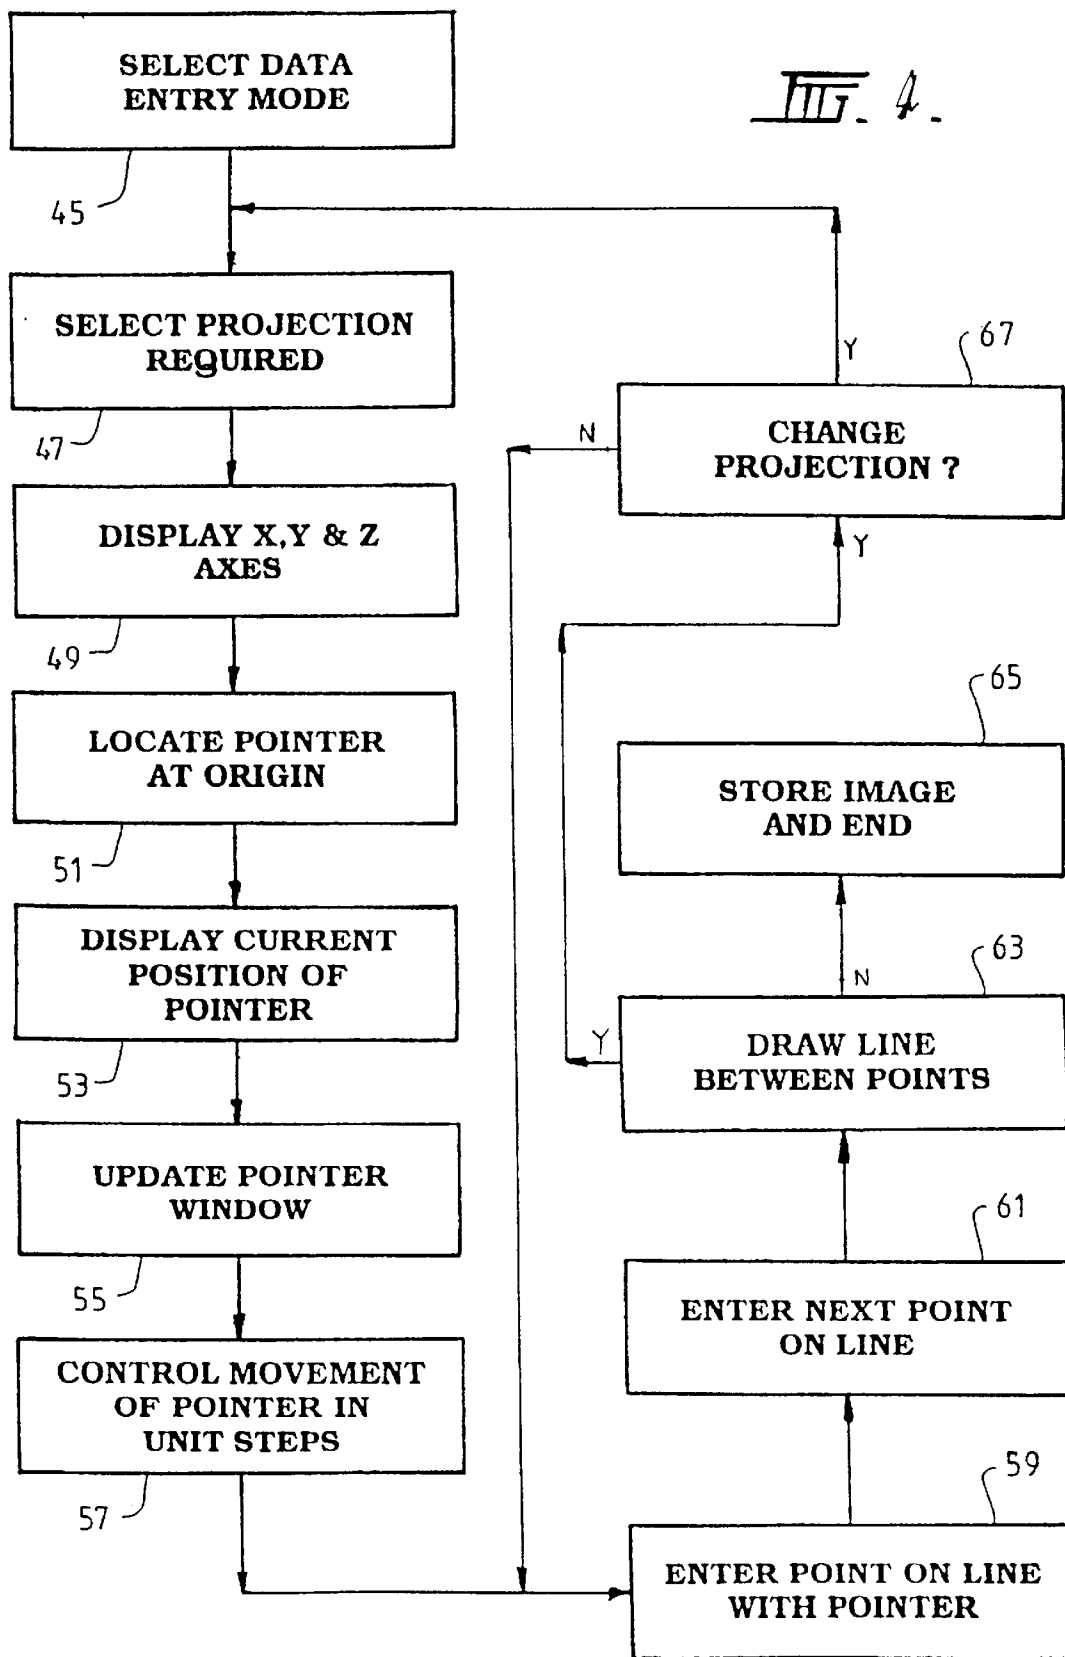 FIG. 4.
SELECT DATA
ENTRY MODE
45
SELECT PROJECTION
REQUIRED
47
DISPLAY X,Y & Z
AXES
49
LOCATE POINTER
AT ORIGIN
51
DISPLAY CURRENT
POSITION OF
POINTER
53
UPDATE POINTER
WINDOW
55
CONTROL MOVEMENT
OF POINTER IN
UNIT STEPS
57
Y
67
N
CHANGE
PROJECTION ?
Y
65
STORE IMAGE
AND END
63
N
Y
DRAW LINE
BETWEEN POINTS
61
ENTER NEXT POINT
ON LINE
59
ENTER POINT ON LINE
WITH POINTER